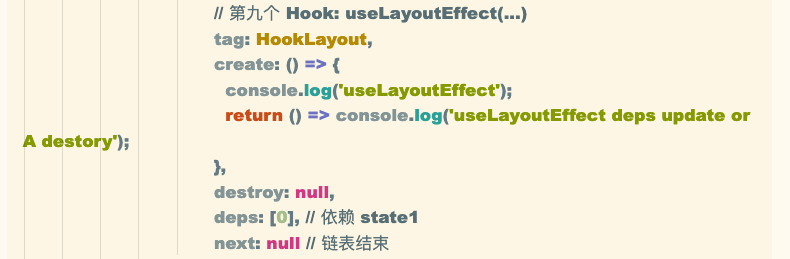 // 第九个 Hook: useLayoutEffect(...)
tag: HookLayout,
create: () => {
console.log('useLayoutEffect');
return () => console.log('useLayoutEffect deps update or
A destory');
},
destroy: null,
deps: [0], // 依赖 state1
next: null // 链表结束